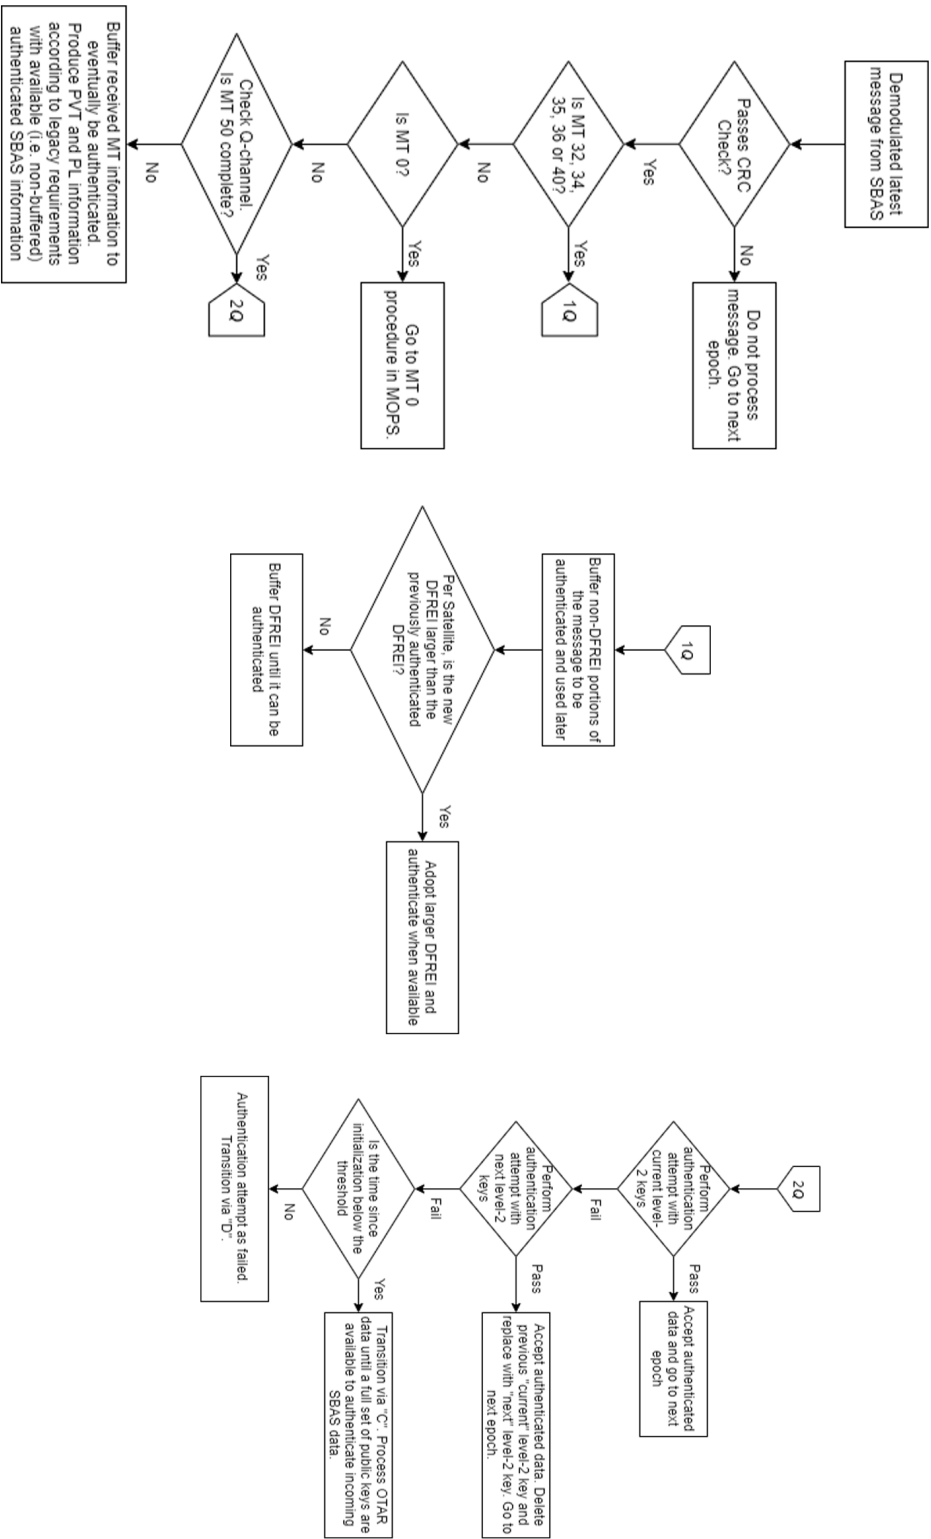 Demodulated latest
message from SBAS
Passes CRC
Check?
No
Do not process
message. Go to next
epoch.
Yes
Is MT 32, 34,
35, 36 or 40?
Yes
1Q
No
Is MT 0?
Yes
Go to MT 0
procedure in MOPS.
No
Check Q-channel.
Is MT 50 complete?
Yes
2Q
No
Buffer received MT information to
eventually be authenticated.
Produce PVT and PL information
according to legacy requirements
with available (i.e. non-buffered)
authenticated SBAS information
1Q
Buffer non-DFREI portions of
the message to be
authenticated and used later
Per Satellite, is the new
DFREI larger than the
previously authenticated
DFREI?
Yes
Adopt larger DFREI and
authenticate when available
No
Buffer DFREI until it can be
authenticated
2Q
Perform
authentication
attempt with
current level-
2 keys
Pass
Accept authenticated
data and go to next
epoch
Fail
Perform
authentication
attempt with
next level-2
keys
Pass
Accept authenticated data. Delete
previous "current" level-2 key and
replace with "next" level-2 key. Go to
next epoch.
Fail
Is the time since
initialization below the
threshold
Yes
Transition via "C". Process OTAR
data until a full set of public keys are
available to authenticate incoming
SBAS data.
No
Authentication attempt as failed.
Transition via "D".